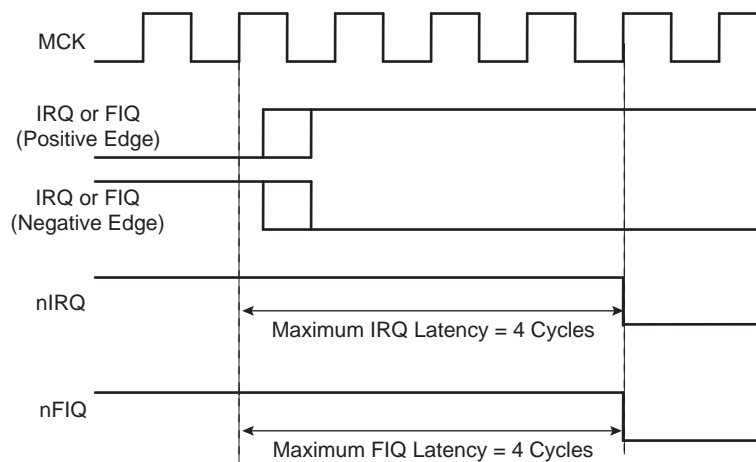 MCK
IRQ or FIQ
(Positive Edge)
IRQ or FIQ
(Negative Edge)
nIRQ
Maximum IRQ Latency = 4 Cycles
nFIQ
Maximum FIQ Latency = 4 Cycles